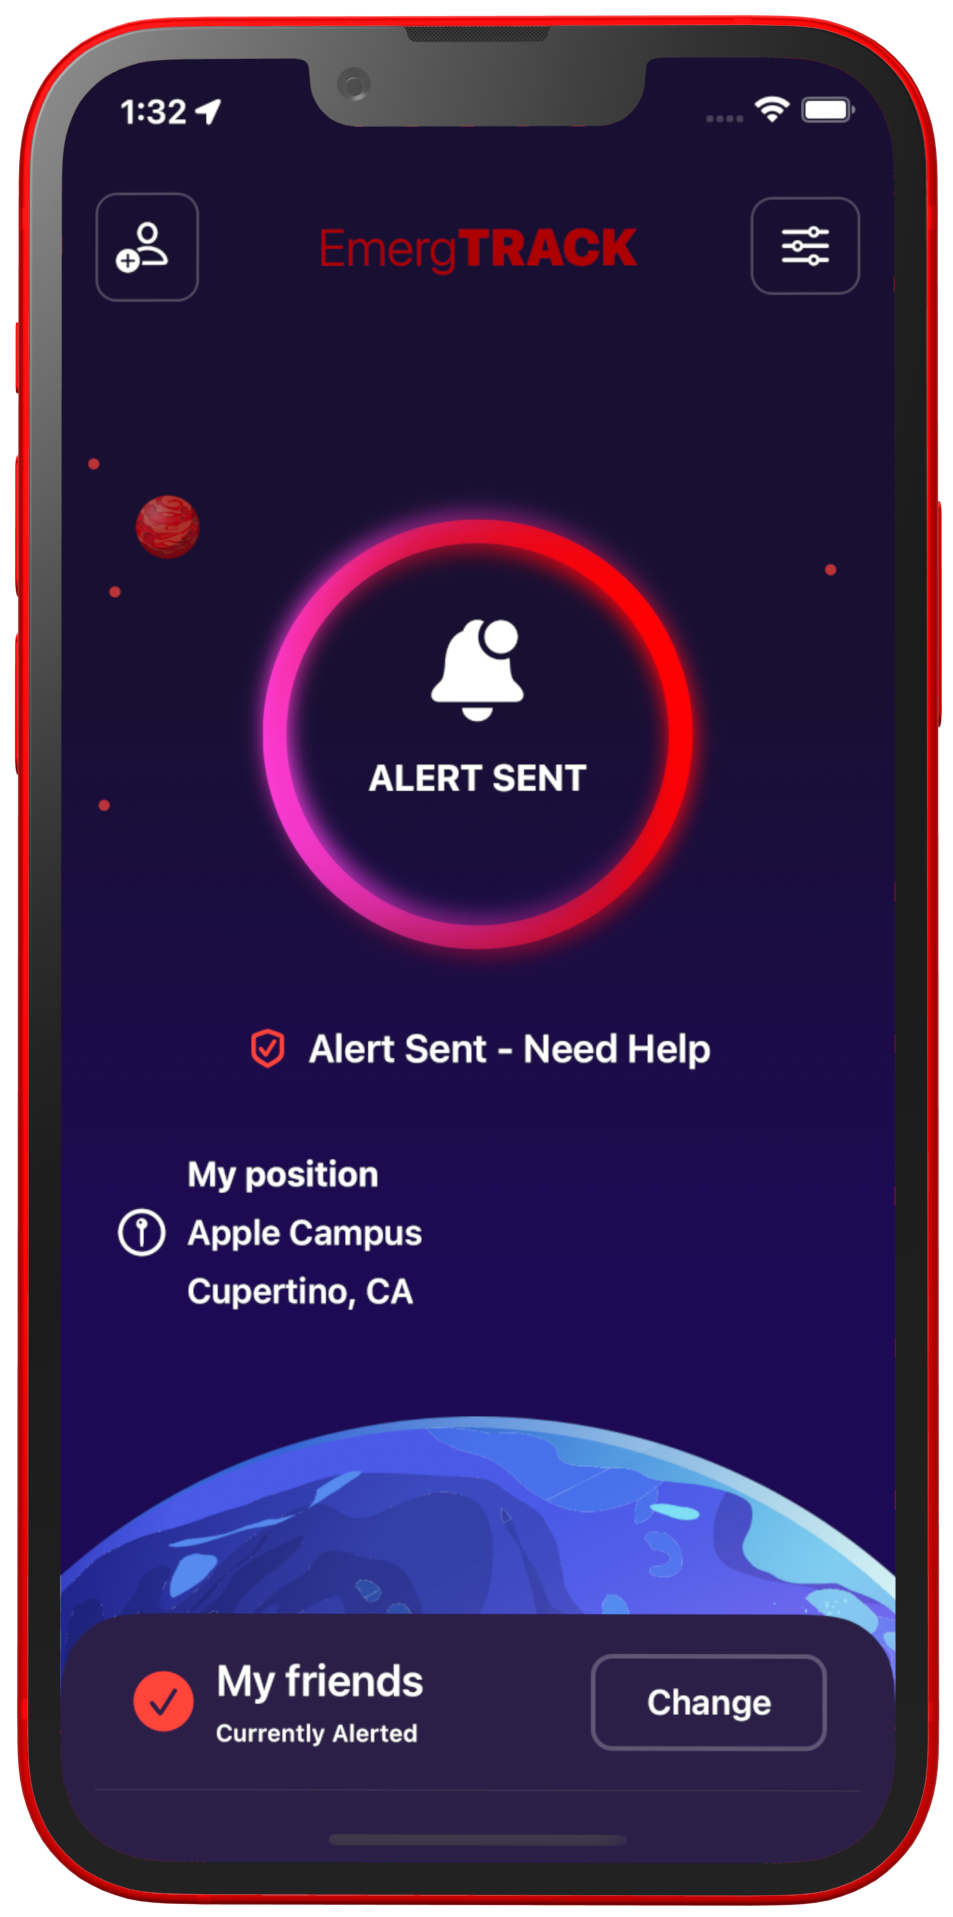 1:32
EmergTRACK
ALERT SENT
Alert Sent - Need Help
My position
Apple Campus
Cupertino, CA
My friends
Currently Alerted
Change